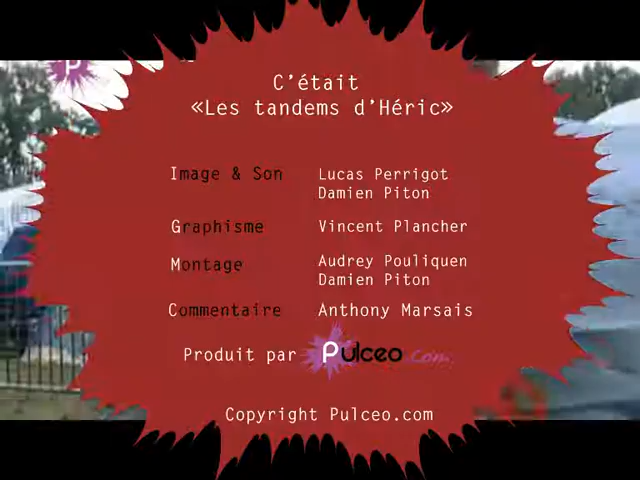 P
C'était
«Les tandems d'Héric»
Image & Son Lucas Perrigot
Damien Piton
Graphisme Vincent Plancher
Montage Audrey Pouliquen
Damien Piton
Commentaire Anthony Marsais
Produit par Pulceo.com
Copyright Pulceo.com